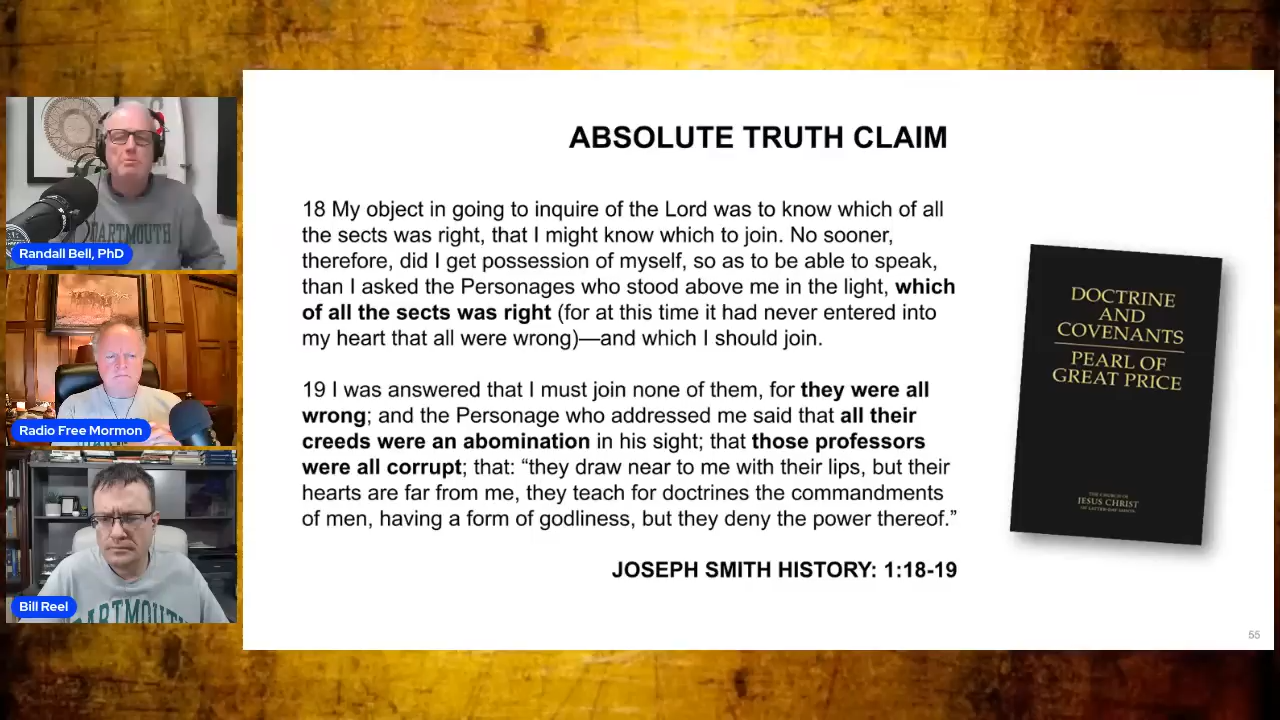 ABSOLUTE TRUTH CLAIM
18 My object in going to inquire of the Lord was to know which of all
the sects was right, that I might know which to join. No sooner,
therefore, did I get possession of myself, so as to be able to speak,
than I asked the Personages who stood above me in the light, which
of all the sects was right (for at this time it had never entered into
my heart that all were wrong)—and which I should join.
19 I was answered that I must join none of them, for they were all
wrong; and the Personage who addressed me said that all their
creeds were an abomination in his sight; that those professors
were all corrupt; that: “they draw near to me with their lips, but their
hearts are far from me, they teach for doctrines the commandments
of men, having a form of godliness, but they deny the power thereof.”
JOSEPH SMITH HISTORY: 1:18-19
DOCTRINE
AND
COVENANTS
PEARL OF
GREAT PRICE
THE CHURCH OF
JESUS CHRIST
OF LATTER-DAY SAINTS
55
DARTMOUTH
Randall Bell, PhD
Radio Free Mormon
Bill Reel
DARTMOUTH